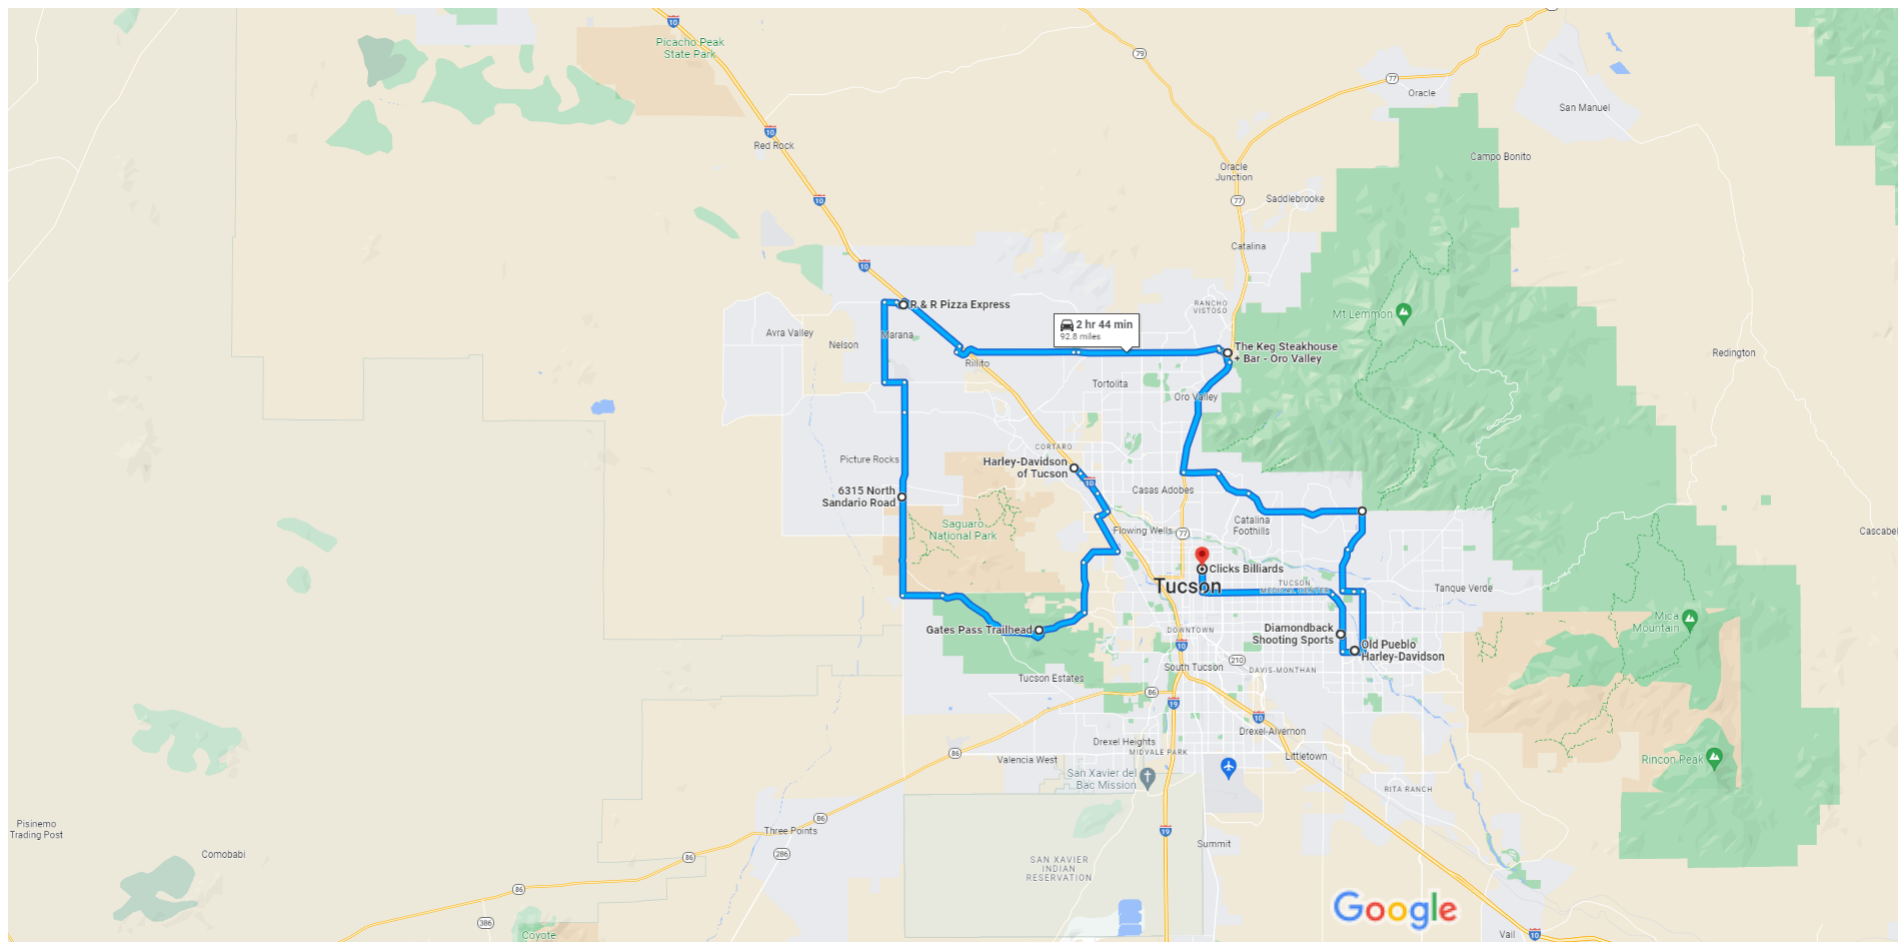 10
79
Picacho Peak
State Park
77
Oracle
San Manuel
10
Red Rock
Campo Bonito
Oracle
Junction
10
77
Saddlebrooke
Catalina
10
R & R Pizza Express
RANCHO
VISTOSO
Mt Lemmon
2 hr 44 min
92.8 miles
Avra Valley
Marana
Nelson
The Keg Steakhouse
+ Bar - Oro Valley
Redington
Rillito
Tortolita
Oro Valley
CORTARO
Picture Rocks
Harley-Davidson
of Tucson
10
6315 North
Sandario Road
Casas Adobes
Saguaro
National Park
Flowing Wells
77
Catalina
Foothills
Cascabel
Clicks Billiards
Tucson
TUCSON
MEDICAL CENTER
Tanque Verde
Mica
Mountain
Gates Pass Trailhead
DOWNTOWN
Diamondback
Shooting Sports
10
Old Pueblo
Harley-Davidson
210
South Tucson
DAVIS-MONTHAN
Tucson Estates
86
19
10
Drexel-Alvernon
Drexel Heights
MIDVALE PARK
86
Valencia West
Littletown
Rincon Peak
San Xavier del
Bac Mission
RITA RANCH
Pisinemo
Trading Post
86
Three Points
19
Summit
86
286
Comobabi
SAN XAVIER
INDIAN
RESERVATION
86
386
Google
Coyote
Vail
10